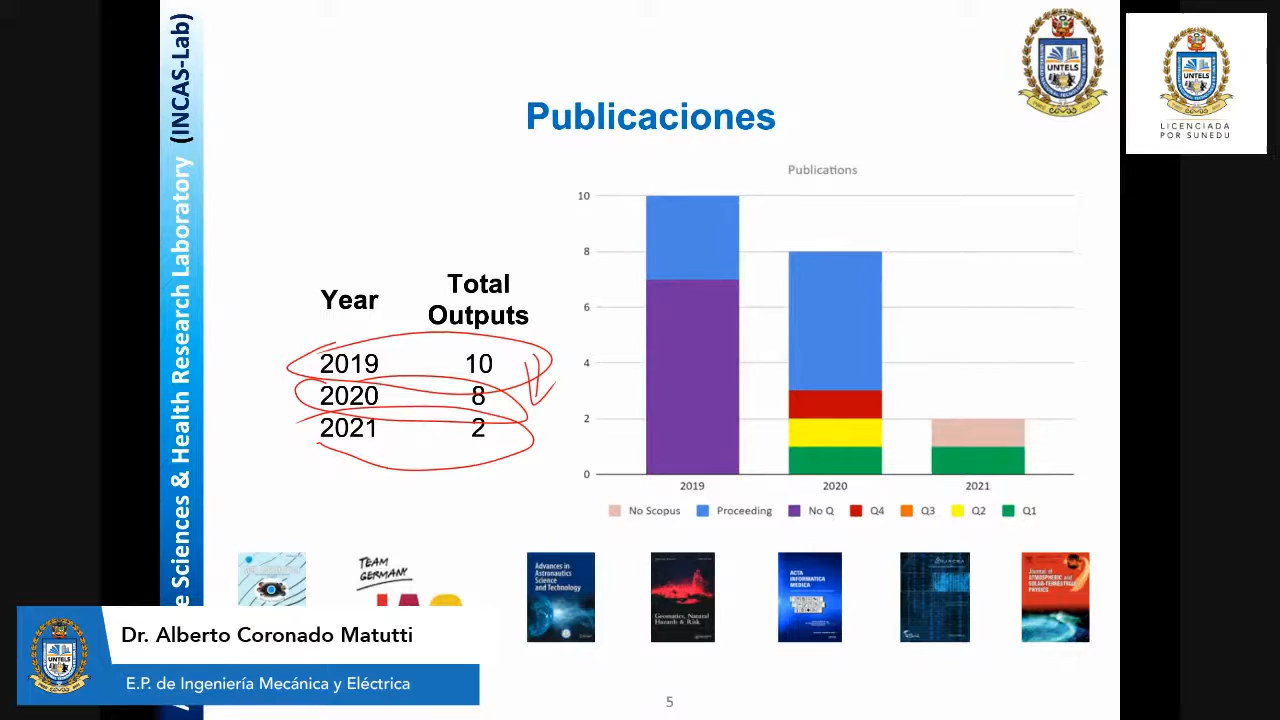 e Sciences & Health Research Laboratory (INCAS-Lab)
UNTELS
UNTELS
LICENCIADA
POR SUNEDU
Publicaciones
Publications
Year
Total
Outputs
2019 10
2020 8
2021 2
10
8
6
4
2
0
2019 2020 2021
No Scopus Proceeding No Q Q4 Q3 Q2 Q1
TEAM
GERMANY
IAC
Advances in
Astronautics
Science
and Technology
Geomatics, Natural
Hazards & Risk
ACTA
INFORMATICA
MEDICA
Journal of
ATMOSPHERIC and
SOLAR-TERRESTRIAL
PHYSICS
UNTELS
Dr. Alberto Coronado Matutti
E.P. de Ingeniería Mecánica y Eléctrica
5